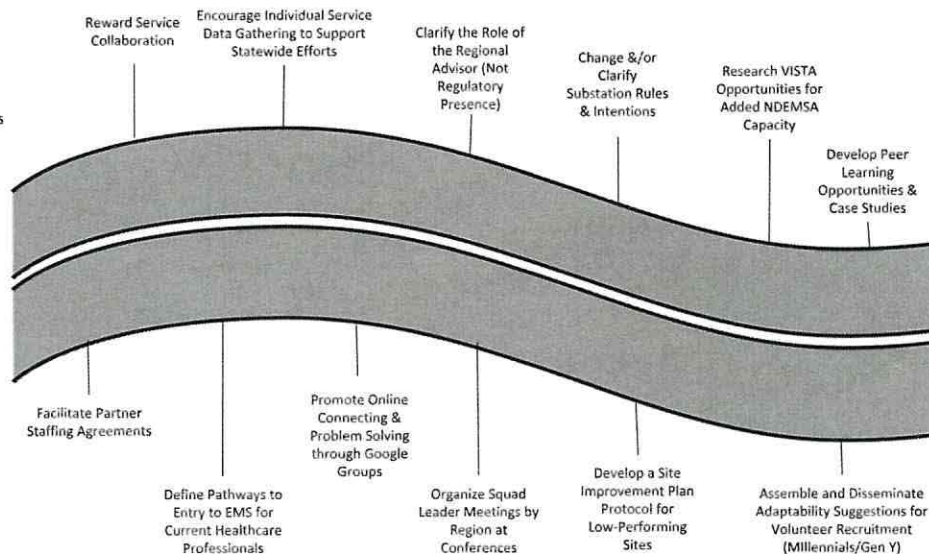 Reward Service
Collaboration
Encourage Individual Service
Data Gathering to Support
Statewide Efforts
Clarify the Role of
the Regional
Advisor (Not
Regulatory
Presence)
Change &/or
Clarify
Substation Rules
& Intentions
Research VISTA
Opportunities for
Added NDEMSA
Capacity
Develop Peer
Learning
Opportunities &
Case Studies
s
Facilitate Partner
Staffing Agreements
Define Pathways to
Entry to EMS for
Current Healthcare
Professionals
Promote Online
Connecting &
Problem Solving
through Google
Groups
Organize Squad
Leader Meetings by
Region at
Conferences
Develop a Site
Improvement Plan
Protocol for
Low-Performing
Sites
Assemble and Disseminate
Adaptability Suggestions for
Volunteer Recruitment
(Millennials/Gen Y)